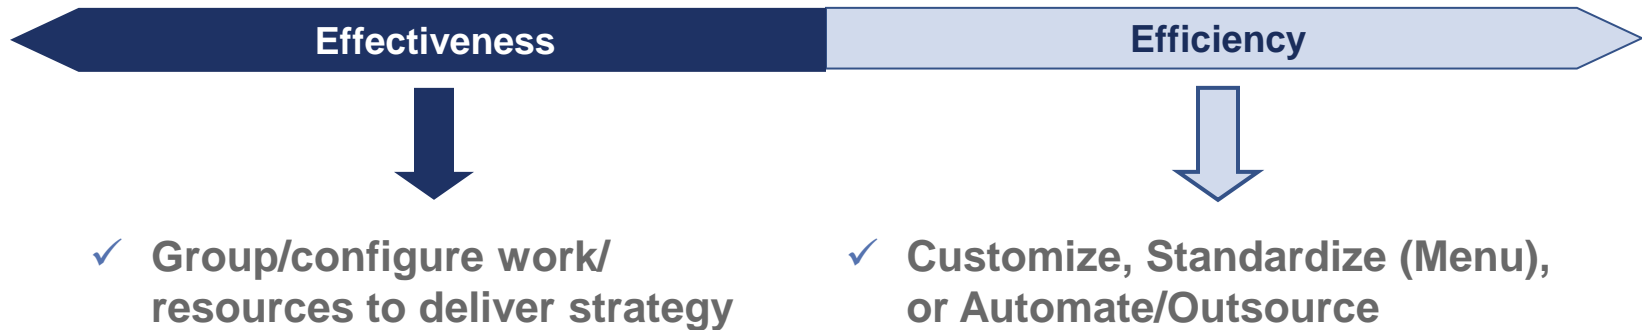 Effectiveness
Efficiency
✓ Group/configure work/
resources to deliver strategy
✓ Customize, Standardize (Menu),
or Automate/Outsource